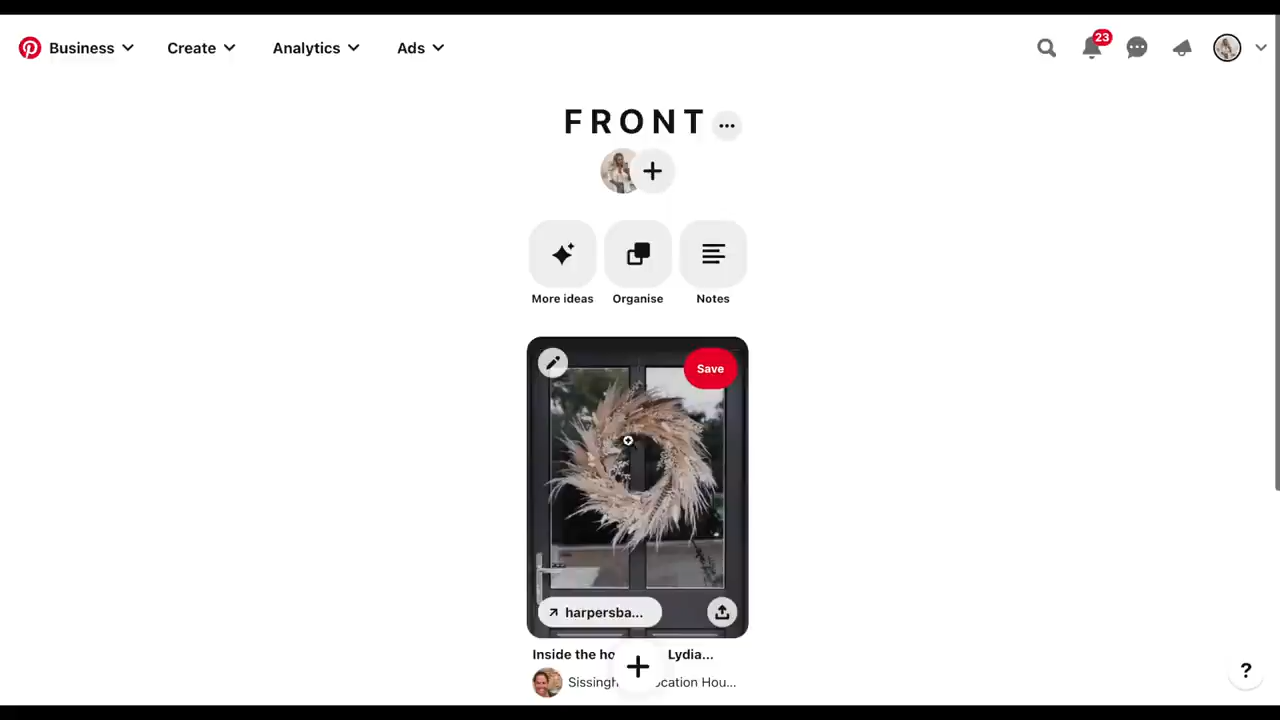 Business Create Analytics Ads 23
FRONT
More ideas Organise Notes
Save
harpersba...
Inside the ho Lydia...
Sissingh ocation Hou...
?